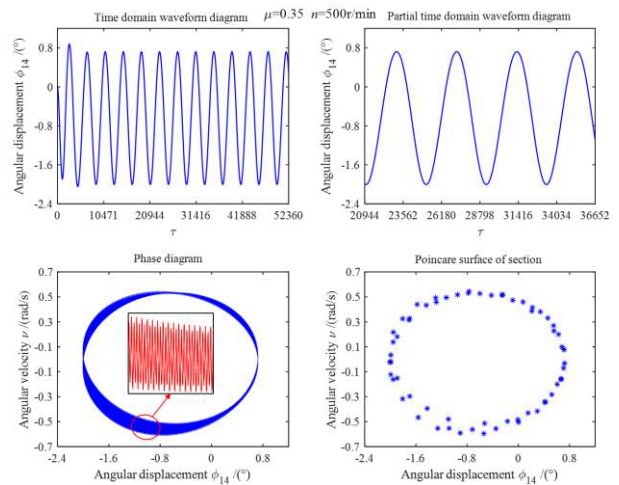 μ=0.35 n=500r/min
Time domain waveform diagram
Angular displacement ϕ14 /(°)
0.8
0
-0.8
-1.6
-2.4
0 10471 20944 31416 41888 52360
τ
Partial time domain waveform diagram
Angular displacement ϕ14 /(°)
0.8
0
-0.8
-1.6
-2.4
20944 23562 26180 28798 31416 34034 36652
τ
Phase diagram
Angular velocity ν /(rad/s)
0.7
0.5
0.3
0.1
-0.1
-0.3
-0.5
-0.7
-2.4 -1.6 -0.8 0 0.8
Angular displacement ϕ14 /(°)
Poincare surface of section
Angular velocity ν /(rad/s)
0.7
0.5
0.3
0.1
-0.1
-0.3
-0.5
-0.7
-2.4 -1.6 -0.8 0 0.8
Angular displacement ϕ14 /(°)